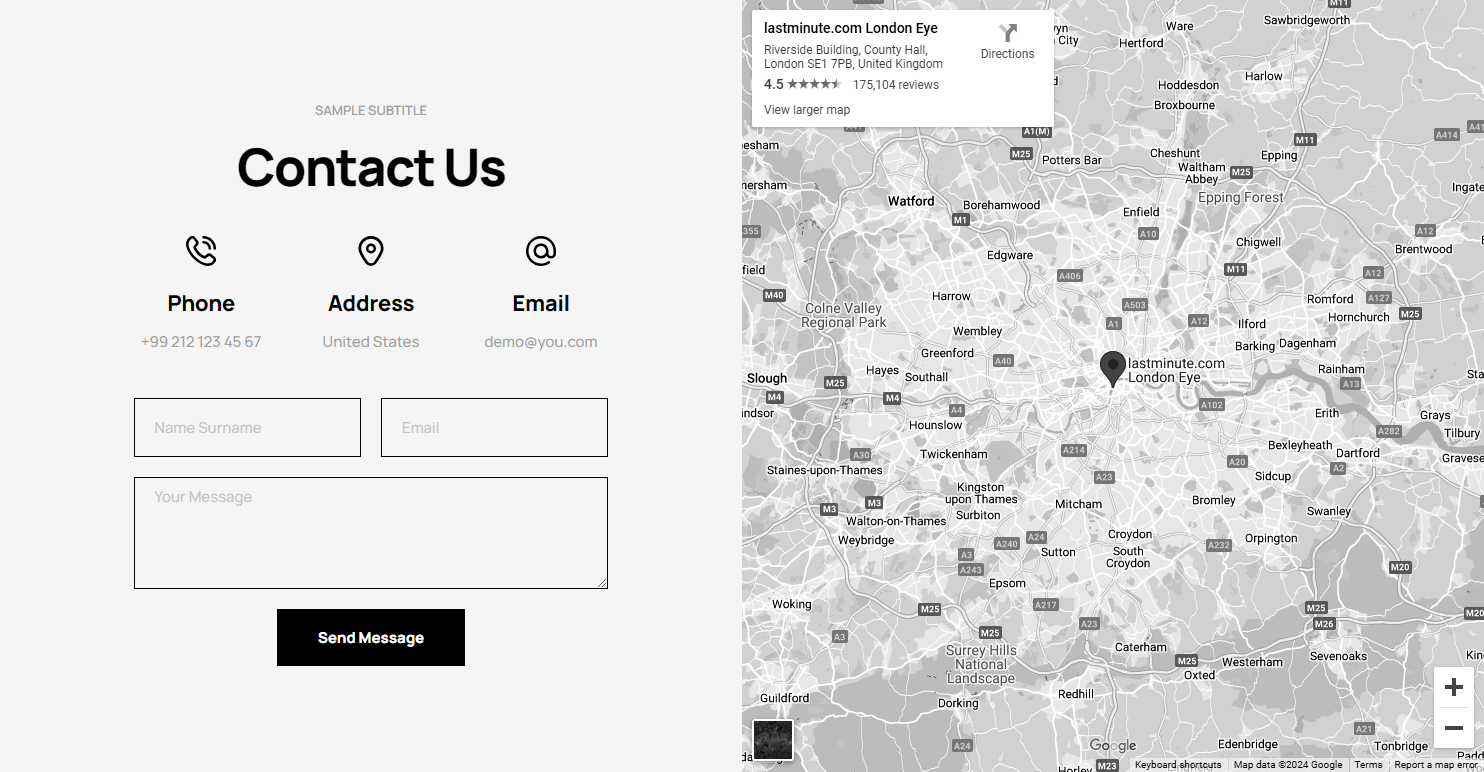 SAMPLE SUBTITLE
Contact Us
Phone
Address
Email
+99 212 123 45 67
United States
demo@you.com
Name Surname
Email
Your Message
Send Message
lastminute.com London Eye
Directions
Riverside Building, County Hall,
London SE1 7PB, United Kingdom
4.5
175,104 reviews
View larger map
M11
Ware
Sawbridgeworth
Hertford
City
Harlow
Hoddesdon
Broxbourne
A1(M)
A414
M11
M25
Potters Bar
Cheshunt
Waltham
Abbey
M25
Epping
Epping Forest
Watford
Borehamwood
M1
Enfield
A10
A12
Brentwood
Chigwell
Edgware
M11
A406
A12
M40
Harrow
A503
Romford
A127
Colne Valley
Regional Park
A1
A12
Ilford
Hornchurch
M25
Wembley
Barking
Dagenham
Greenford
A40
lastminute.com
London Eye
Rainham
Hayes
Southall
Slough
M25
A13
M4
M4
A4
A102
Erith
Grays
Hounslow
A282
Tilbury
A30
Twickenham
A214
Bexleyheath
Dartford
A20
A2
Staines-upon-Thames
A23
Sidcup
Kingston
upon Thames
M3
M3
Mitcham
Bromley
Surbiton
Swanley
Walton-on-Thames
Weybridge
A240
A24
Croydon
A232
Orpington
A3
Sutton
South
Croydon
A243
M20
Epsom
Woking
M25
A217
M25
M26
M20
A3
M25
A23
Surrey Hills
National
Landscape
Caterham
M25
Westerham
Sevenoaks
Oxted
Guildford
Redhill
Dorking
A21
A24
Google
Edenbridge
Tonbridge
Horley
M23
Keyboard shortcuts
Map data ©2024 Google
Terms
Report a map error